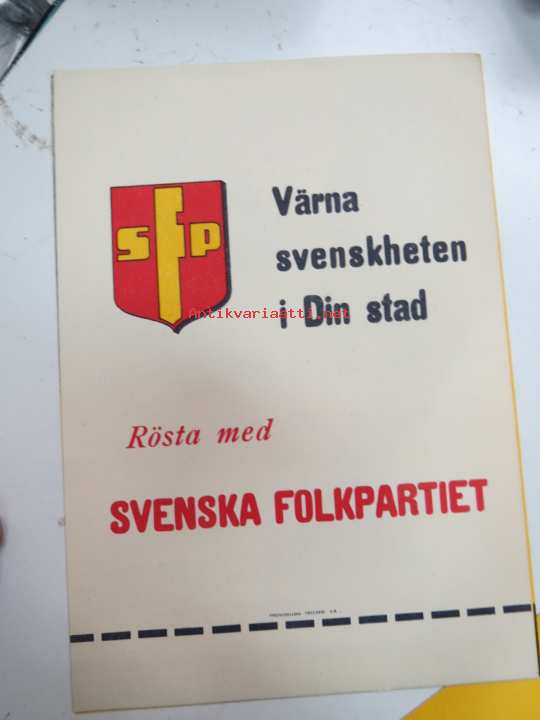 SFP
Värna
svenskheten
i Din stad
Antikvariaatti.net
Rösta med
SVENSKA FOLKPARTIET